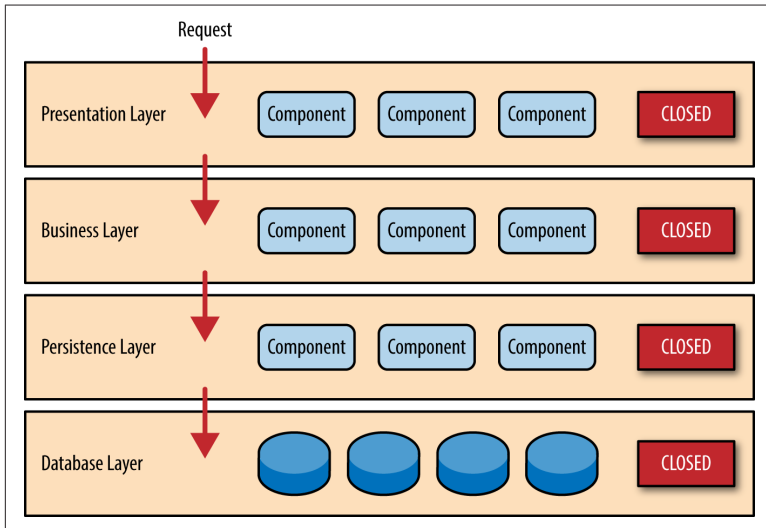 Request
Presentation Layer Component Component Component CLOSED
Business Layer Component Component Component CLOSED
Persistence Layer Component Component Component CLOSED
Database Layer CLOSED